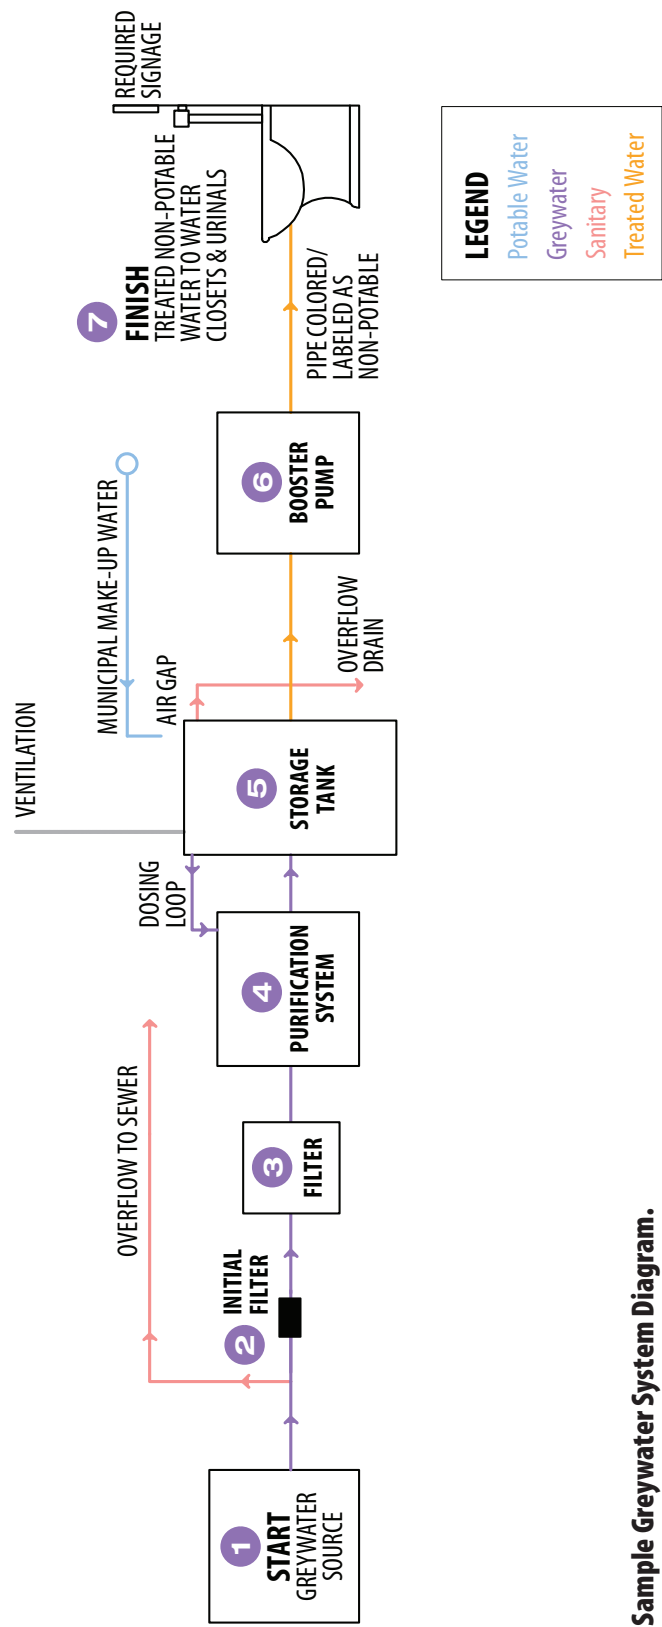 VENTILATION
MUNICIPAL MAKE-UP WATER
AIR GAP
DOSING
LOOP
OVERFLOW TO SEWER
REQUIRED
SIGNAGE
7
FINISH
TREATED NON-POTABLE
WATER TO WATER
CLOSETS & URINALS
1
START
GREYWATER
SOURCE
2
INITIAL
FILTER
3
FILTER
4
PURIFICATION
SYSTEM
5
STORAGE
TANK
OVERFLOW
DRAIN
6
BOOSTER
PUMP
PIPE COLORED/
LABELED AS
NON-POTABLE
LEGEND
Potable Water
Greywater
Sanitary
Treated Water
Sample Greywater System Diagram.